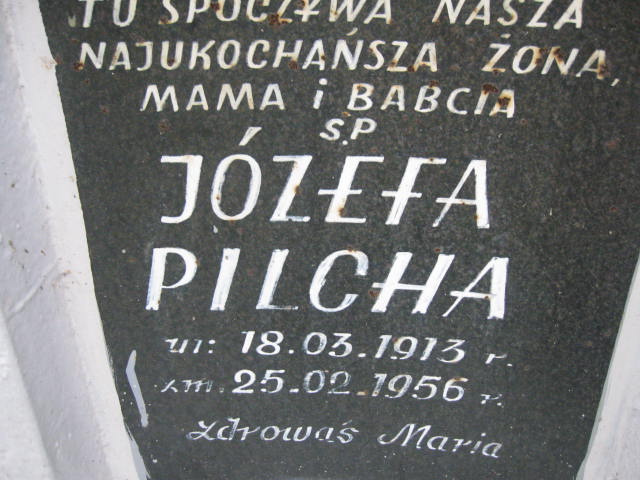 TU SPOCZYWA NASZA
NAJUKOCHAŃSZA ŻONA,
MAMA i BABCIA
Ś.P
JÓZEFA
PILCHA
ur: 18.03.1913 r.
zm. 25.02.1956 r.
Zdrowaś Maria